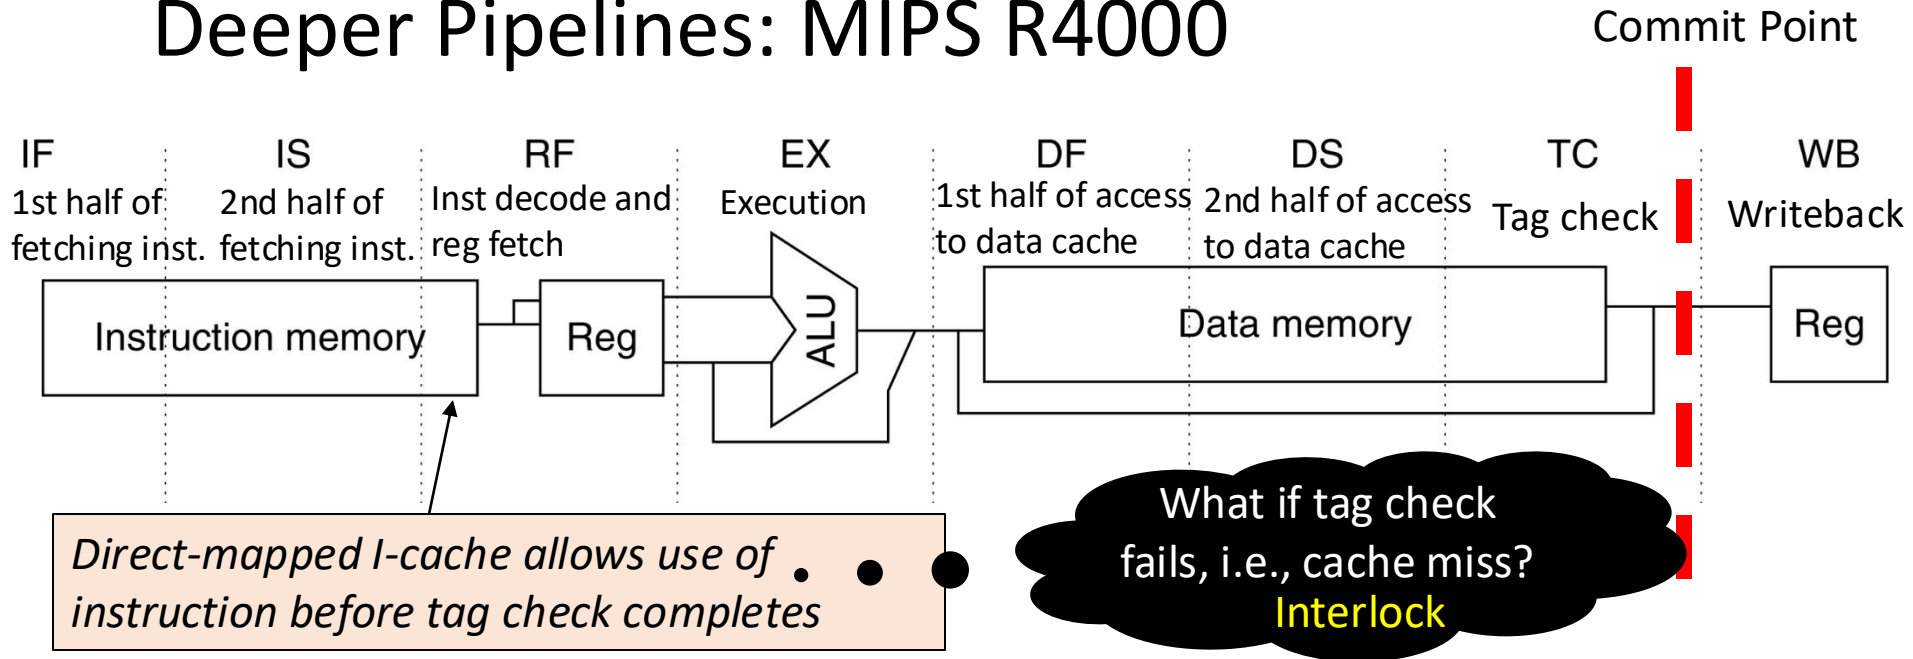 Deeper Pipelines: MIPS R4000
Commit Point
IF
IS
RF
EX
DF
DS
TC
WB
1st half of
fetching inst.
2nd half of
fetching inst.
Inst decode and
reg fetch
Execution
1st half of access
to data cache
2nd half of access
to data cache
Tag check
Writeback
Instruction memory
Reg
ALU
Data memory
Reg
Direct-mapped I-cache allows use of
instruction before tag check completes
What if tag check
fails, i.e., cache miss?
Interlock